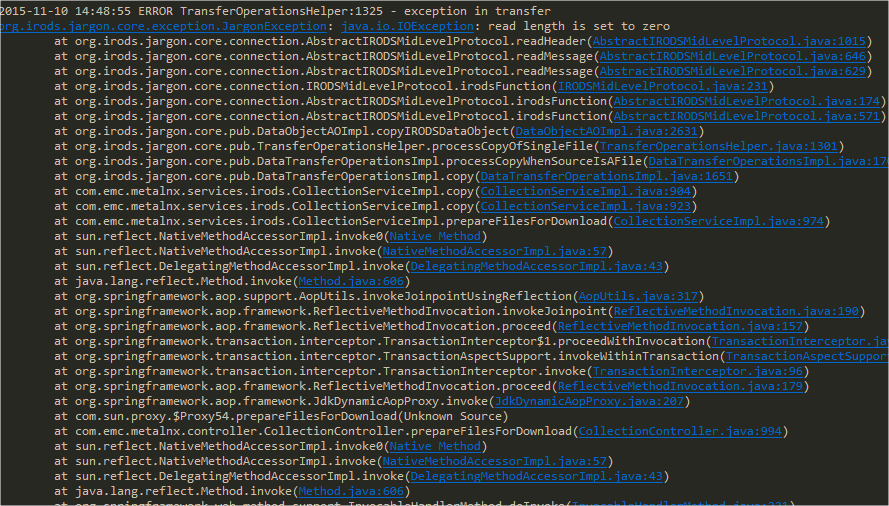 2015-11-10 14:48:55 ERROR TransferOperationsHelper:1325 - exception in transfer
org.irods.jargon.core.exception.JargonException: java.io.IOException: read length is set to zero
at org.irods.jargon.core.connection.AbstractIRODSMidLevelProtocol.readHeader(AbstractIRODSMidLevelProtocol.java:1015)
at org.irods.jargon.core.connection.AbstractIRODSMidLevelProtocol.readMessage(AbstractIRODSMidLevelProtocol.java:646)
at org.irods.jargon.core.connection.AbstractIRODSMidLevelProtocol.readMessage(AbstractIRODSMidLevelProtocol.java:629)
at org.irods.jargon.core.connection.IRODSMidLevelProtocol.irodsFunction(IRODSMidLevelProtocol.java:231)
at org.irods.jargon.core.connection.AbstractIRODSMidLevelProtocol.irodsFunction(AbstractIRODSMidLevelProtocol.java:174)
at org.irods.jargon.core.connection.AbstractIRODSMidLevelProtocol.irodsFunction(AbstractIRODSMidLevelProtocol.java:571)
at org.irods.jargon.core.pub.DataObjectAOImpl.copyIRODSDataObject(DataObjectAOImpl.java:2631)
at org.irods.jargon.core.pub.TransferOperationsHelper.processCopyOfSingleFile(TransferOperationsHelper.java:1301)
at org.irods.jargon.core.pub.DataTransferOperationsImpl.processCopyWhenSourceIsAFile(DataTransferOperationsImpl.java:170
at org.irods.jargon.core.pub.DataTransferOperationsImpl.copy(DataTransferOperationsImpl.java:1651)
at com.emc.metalnx.services.irods.CollectionServiceImpl.copy(CollectionServiceImpl.java:904)
at com.emc.metalnx.services.irods.CollectionServiceImpl.copy(CollectionServiceImpl.java:923)
at com.emc.metalnx.services.irods.CollectionServiceImpl.prepareFilesForDownload(CollectionServiceImpl.java:974)
at sun.reflect.NativeMethodAccessorImpl.invoke0(Native Method)
at sun.reflect.NativeMethodAccessorImpl.invoke(NativeMethodAccessorImpl.java:57)
at sun.reflect.DelegatingMethodAccessorImpl.invoke(DelegatingMethodAccessorImpl.java:43)
at java.lang.reflect.Method.invoke(Method.java:606)
at org.springframework.aop.support.AopUtils.invokeJoinpointUsingReflection(AopUtils.java:317)
at org.springframework.aop.framework.ReflectiveMethodInvocation.invokeJoinpoint(ReflectiveMethodInvocation.java:190)
at org.springframework.aop.framework.ReflectiveMethodInvocation.proceed(ReflectiveMethodInvocation.java:157)
at org.springframework.transaction.interceptor.TransactionInterceptor$1.proceedWithInvocation(TransactionInterceptor.java
at org.springframework.transaction.interceptor.TransactionAspectSupport.invokeWithinTransaction(TransactionAspectSupport
at org.springframework.transaction.interceptor.TransactionInterceptor.invoke(TransactionInterceptor.java:96)
at org.springframework.aop.framework.ReflectiveMethodInvocation.proceed(ReflectiveMethodInvocation.java:179)
at org.springframework.aop.framework.JdkDynamicAopProxy.invoke(JdkDynamicAopProxy.java:207)
at com.sun.proxy.$Proxy54.prepareFilesForDownload(Unknown Source)
at com.emc.metalnx.controller.CollectionController.prepareFilesForDownload(CollectionController.java:994)
at sun.reflect.NativeMethodAccessorImpl.invoke0(Native Method)
at sun.reflect.NativeMethodAccessorImpl.invoke(NativeMethodAccessorImpl.java:57)
at sun.reflect.DelegatingMethodAccessorImpl.invoke(DelegatingMethodAccessorImpl.java:43)
at java.lang.reflect.Method.invoke(Method.java:606)
at org.springframework.web.method.support.InvocableHandlerMethod.doInvoke(InvocableHandlerMethod.java:221)